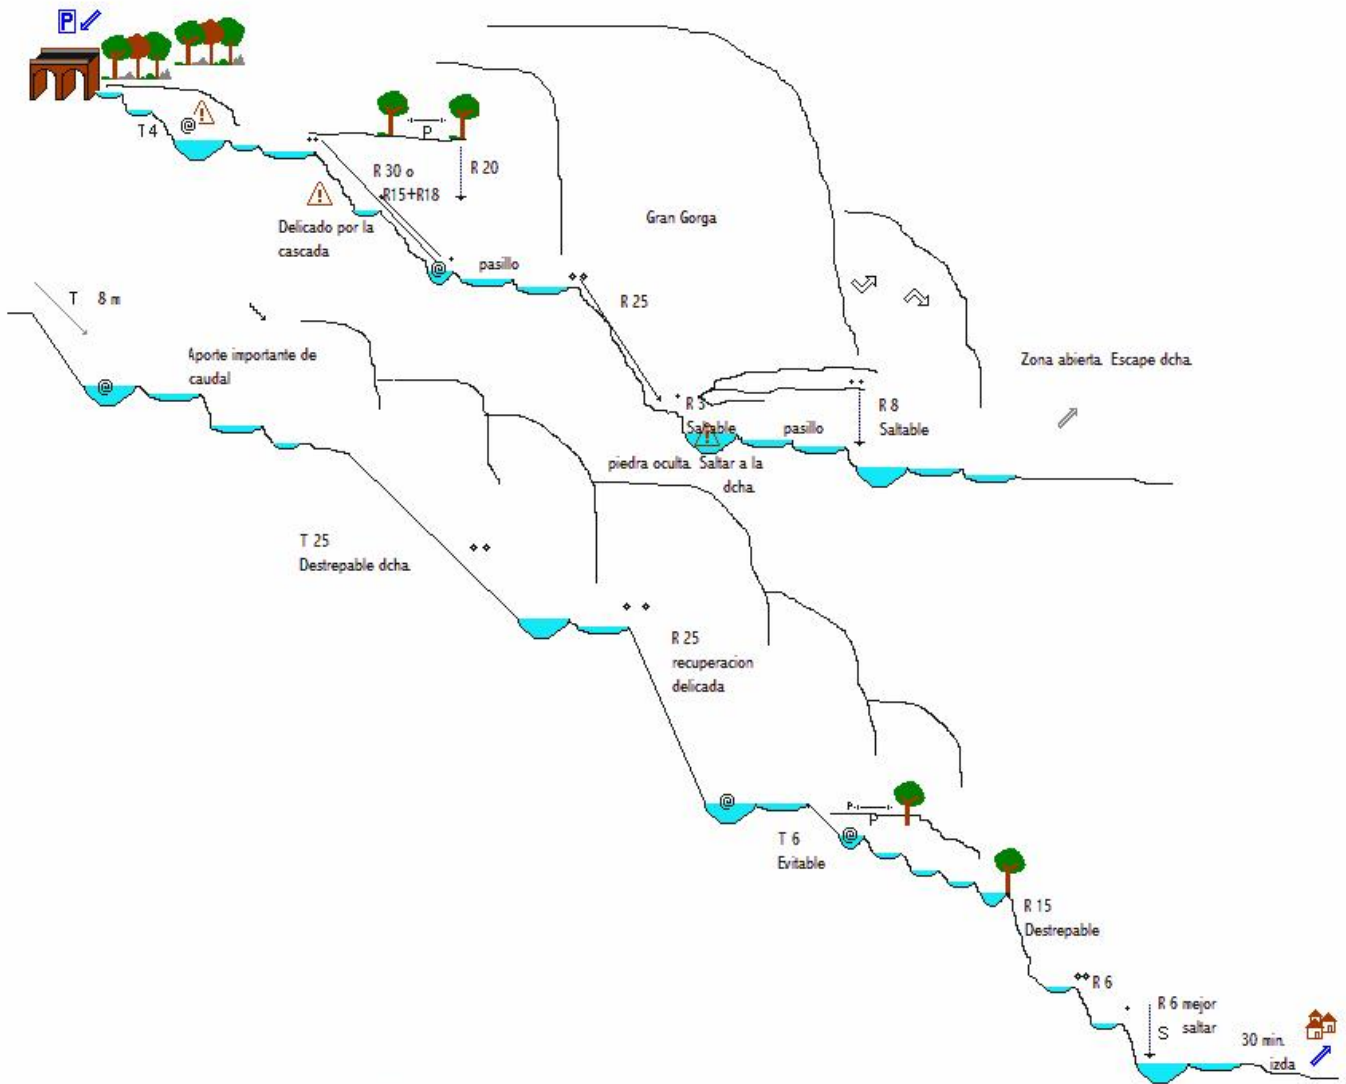 P
T4
@
P
R 30 o
R15+R18
R 20
Delicado por la
cascada
@
pasillo
R 25
Gran Gorga
Zona abierta. Escape dcha.
R 3
Saltable
pasillo
R 8
Saltable
piedra oculta. Saltar a la
dcha.
T 8 m
@
Aporte importante de
caudal
T 25
Destrepable dcha.
R 25
recuperacion
delicada
@
P
P
T 6
Evitable
@
R 15
Destrepable
R 6
R 6 mejor
saltar
S
30 min.
izda